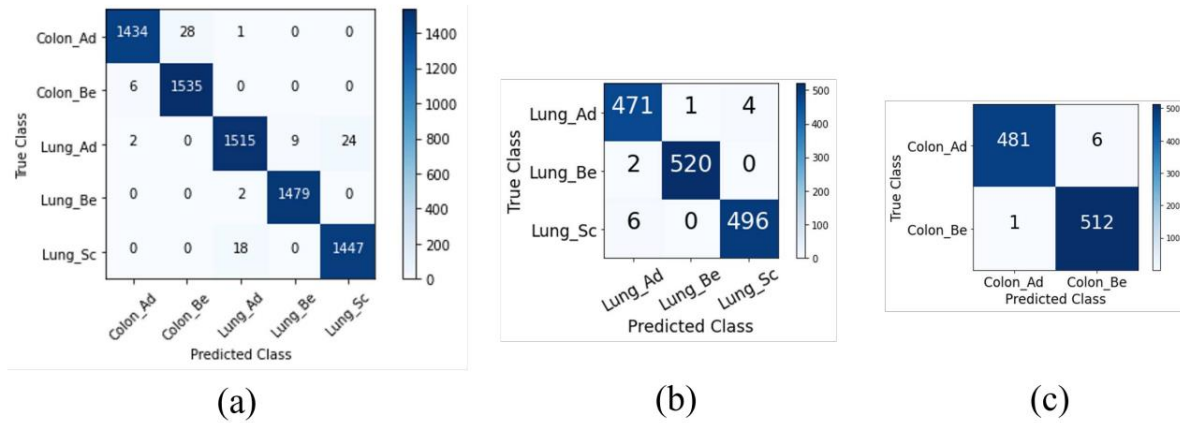 Colon_Ad 1434 28 1 0 0
Colon_Be 6 1535 0 0 0
Lung_Ad 2 0 1515 9 24
Lung_Be 0 0 2 1479 0
Lung_Sc 0 0 18 0 1447
True Class
Colon_Ad Colon_Be Lung_Ad Lung_Be Lung_Sc
Predicted Class
1400
1200
1000
800
600
400
200
0
(a)
Lung_Ad 471 1 4
Lung_Be 2 520 0
Lung_Sc 6 0 496
True Class
Lung_Ad Lung_Be Lung_Sc
Predicted Class
500
400
300
200
100
0
(b)
Colon_Ad 481 6
Colon_Be 1 512
True Class
Colon_Ad Colon_Be
Predicted Class
500
400
300
200
100
(c)